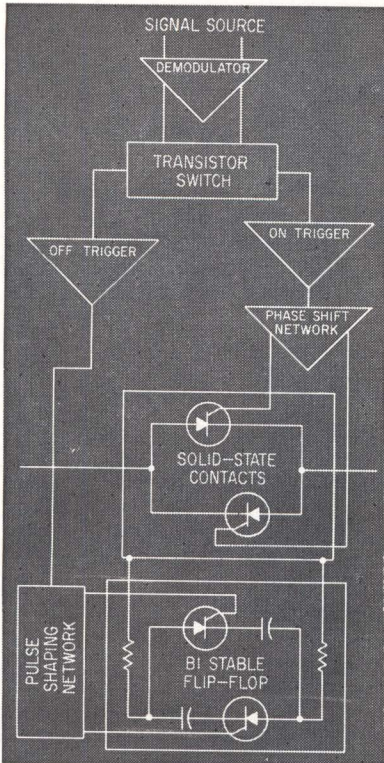 SIGNAL SOURCE
DEMODULATOR
TRANSISTOR
SWITCH
OFF TRIGGER
ON TRIGGER
PHASE SHIFT
NETWORK
SOLID-STATE
CONTACTS
PULSE
SHAPING
NETWORK
BI STABLE
FLIP-FLOP